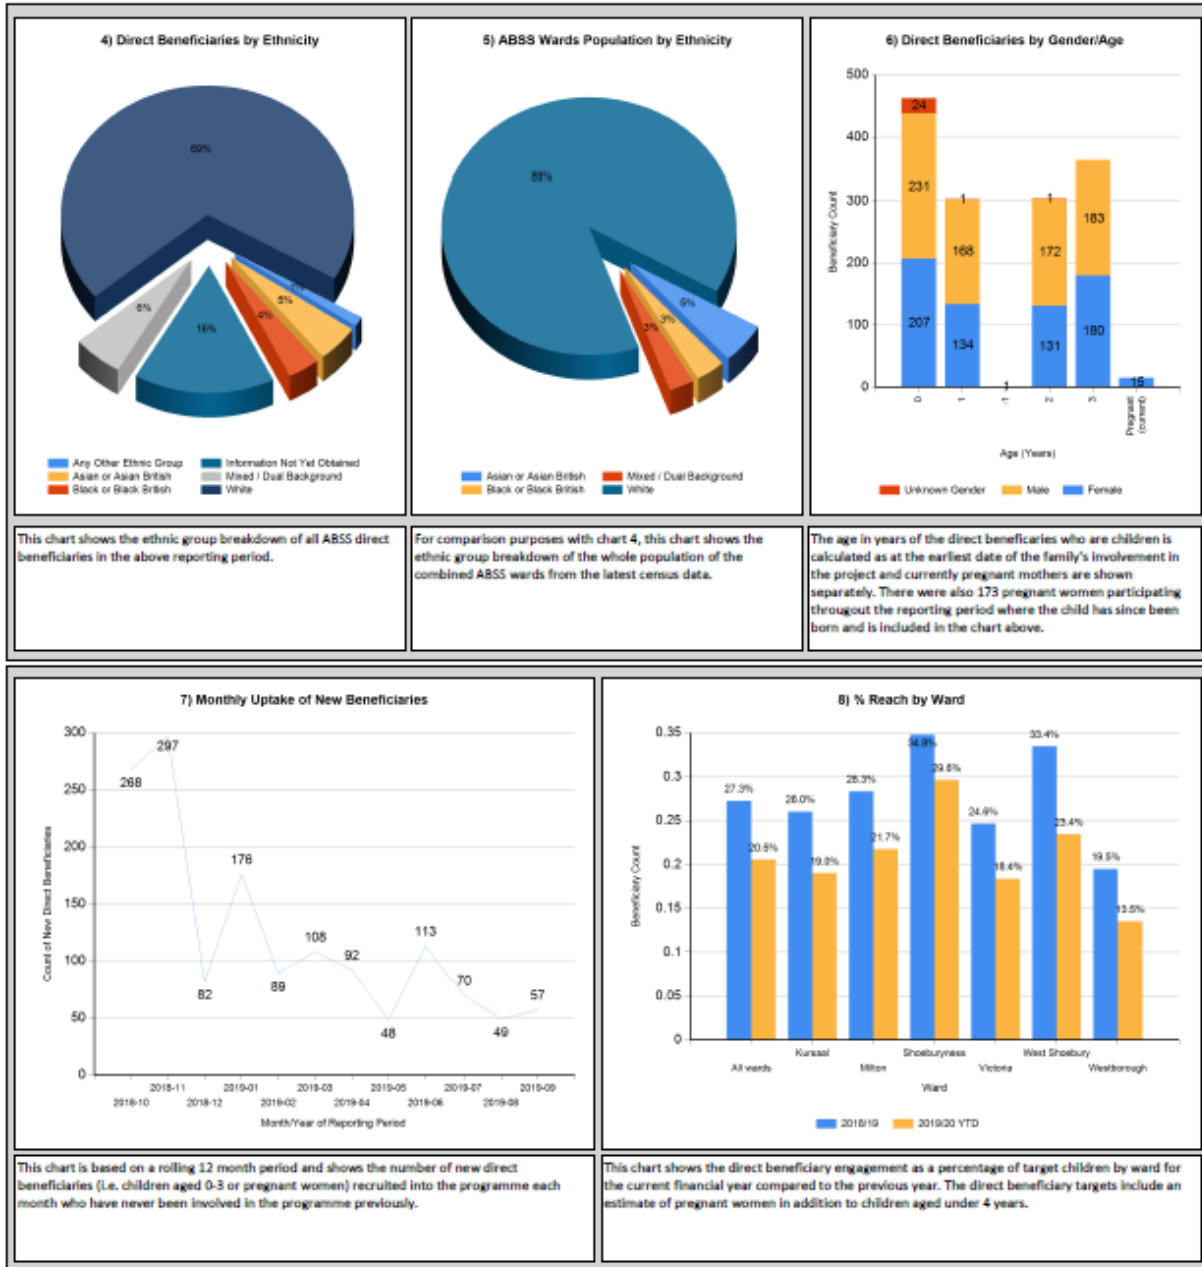 4) Direct Beneficiaries by Ethnicity
69%
6%
16%
4%
5%
Any Other Ethnic Group
Information Not Yet Obtained
Asian or Asian British
Mixed / Dual Background
Black or Black British
White
This chart shows the ethnic group breakdown of all ABSS direct
beneficiaries in the above reporting period.
5) ABSS Wards Population by Ethnicity
5%
3%
3%
Asian or Asian British
Mixed / Dual Background
Black or Black British
White
For comparison purposes with chart 4, this chart shows the
ethnic group breakdown of the whole population of the
combined ABSS wards from the latest census data.
6) Direct Beneficiaries by Gender/Age
Beneficiary Count
500
400
300
200
100
0
24
231
207
1
168
134
1
1
172
131
183
180
15
0
1
-1
2
3
Pregnant
(current)
Age (Years)
Unknown Gender
Male
Female
The age in years of the direct beneficaries who are children is
calculated as at the earliest date of the family's involvement in
the project and currently pregnant mothers are shown
separately. There were also 173 pregnant women participating
througout the reporting period where the child has since been
born and is included in the chart above.
7) Monthly Uptake of New Beneficiaries
Count of New Direct Beneficiaries
300
250
200
150
100
50
0
268
297
82
176
89
108
92
48
113
70
49
57
2018-11
2019-01
2019-03
2019-05
2019-07
2019-09
2018-10
2018-12
2019-02
2019-04
2019-06
2019-08
Month/Year of Reporting Period
This chart is based on a rolling 12 month period and shows the number of new direct
beneficiaries (i.e. children aged 0-3 or pregnant women) recruited into the programme each
month who have never been involved in the programme previously.
8) % Reach by Ward
Beneficiary Count
0.35
0.3
0.25
0.2
0.15
0.1
0.05
0
27.3%
20.5%
26.0%
19.0%
28.3%
21.7%
34.8%
29.6%
24.6%
18.4%
33.4%
23.4%
19.5%
13.5%
Kursaal
Shoeburyness
West Shoebury
All wards
Milton
Victoria
Westborough
Ward
2018/19
2019/20 YTD
This chart shows the direct beneficiary engagement as a percentage of target children by ward for
the current financial year compared to the previous year. The direct beneficiary targets include an
estimate of pregnant women in addition to children aged under 4 years.